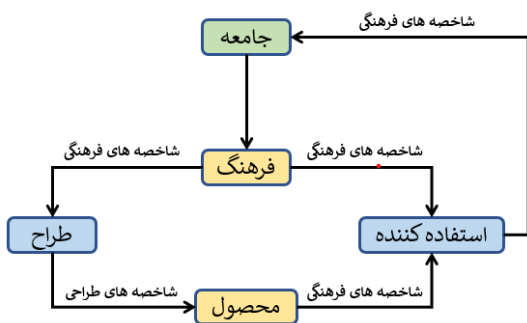 شاخصه های فرهنگی
جامعه
شاخصه های فرهنگی
شاخصه های فرهنگی
فرهنگ
طراح
استفاده کننده
شاخصه های طراحی
شاخصه های فرهنگی
محصول